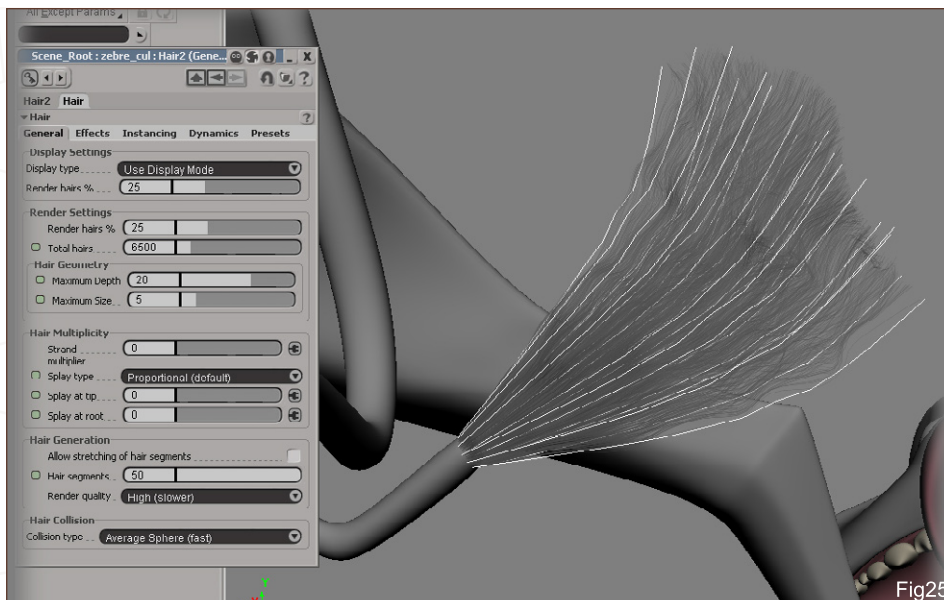 All Except Params
Scene_Root : zebre_cul : Hair2 (Gene...
Hair2 Hair
Hair
General Effects Instancing Dynamics Presets
Display Settings
Display type Use Display Mode
Render hairs % 25
Render Settings
Render hairs % 25
Total hairs 6500
Hair Geometry
Maximum Depth 20
Maximum Size 5
Hair Multiplicity
Strand multiplier 0
Splay type Proportional (default)
Splay at tip 0
Splay at root 0
Hair Generation
Allow stretching of hair segments
Hair segments 50
Render quality High (slower)
Hair Collision
Collision type Average Sphere (fast)
Y
Fig25